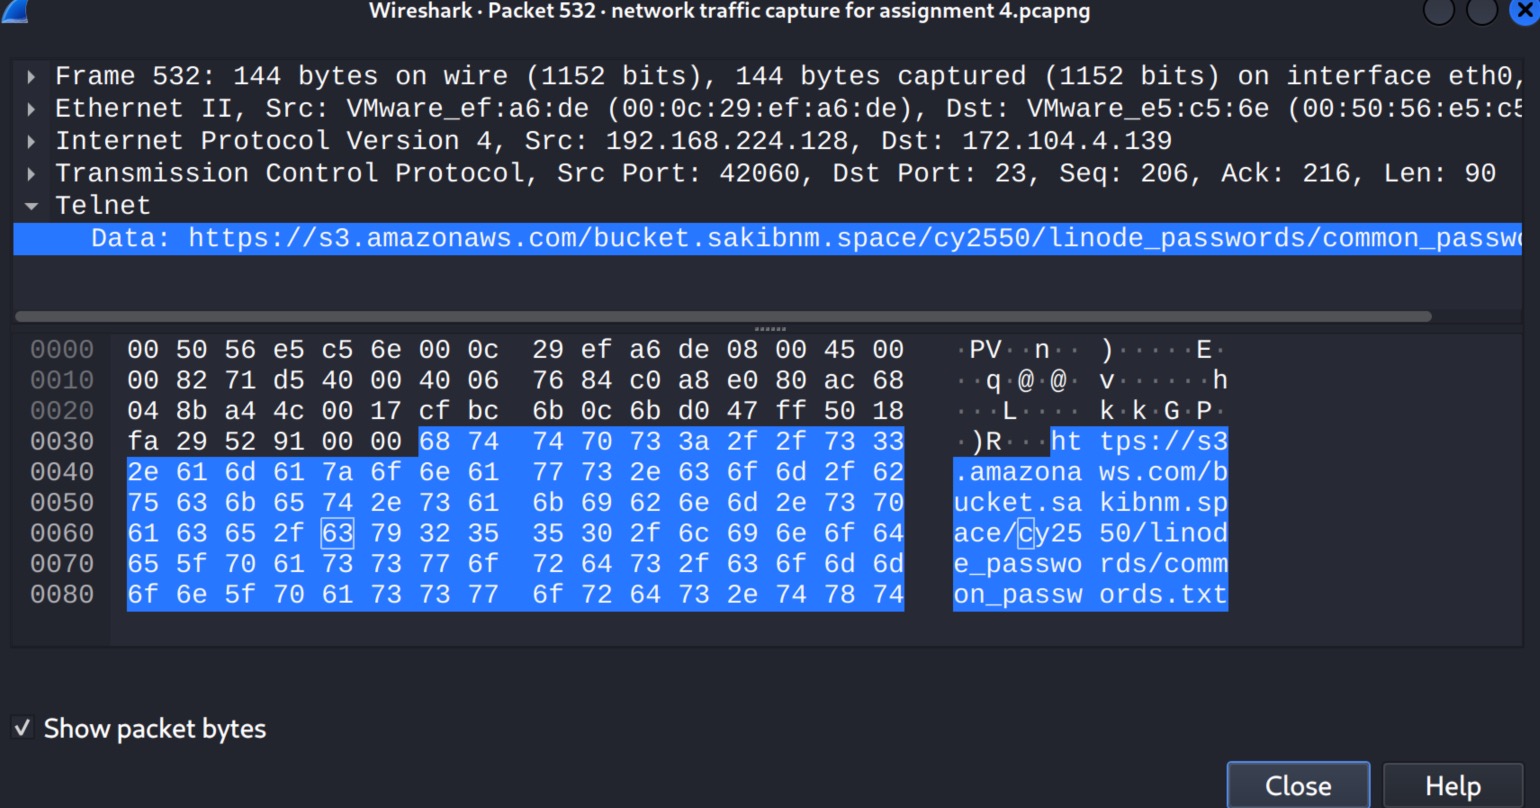 Wireshark · Packet 532 · network traffic capture for assignment 4.pcapng
Frame 532: 144 bytes on wire (1152 bits), 144 bytes captured (1152 bits) on interface eth0,
Ethernet II, Src: VMware_ef:a6:de (00:0c:29:ef:a6:de), Dst: VMware_e5:c5:6e (00:50:56:e5:c5
Internet Protocol Version 4, Src: 192.168.224.128, Dst: 172.104.4.139
Transmission Control Protocol, Src Port: 42060, Dst Port: 23, Seq: 206, Ack: 216, Len: 90
Telnet
Data: https://s3.amazonaws.com/bucket.sakibnm.space/cy2550/linode_passwords/common_passwo
0000 00 50 56 e5 c5 6e 00 0c 29 ef a6 de 08 00 45 00 ·PV··n·· )·····E·
0010 00 82 71 d5 40 00 40 06 76 84 c0 a8 e0 80 ac 68 ··q·@·@· v······h
0020 04 8b a4 4c 00 17 cf bc 6b 0c 6b d0 47 ff 50 18 ···L···· k·k·G·P·
0030 fa 29 52 91 00 00 68 74 74 70 73 3a 2f 2f 73 33 ·)R···ht tps://s3
0040 2e 61 6d 61 7a 6f 6e 61 77 73 2e 63 6f 6d 2f 62 .amazona ws.com/b
0050 75 63 6b 65 74 2e 73 61 6b 69 62 6e 6d 2e 73 70 ucket.sa kibnm.sp
0060 61 63 65 2f 63 79 32 35 35 30 2f 6c 69 6e 6f 64 ace/cy25 50/linod
0070 65 5f 70 61 73 73 77 6f 72 64 73 2f 63 6f 6d 6d e_passwo rds/comm
0080 6f 6e 5f 70 61 73 73 77 6f 72 64 73 2e 74 78 74 on_passw ords.txt
Show packet bytes
Close
Help